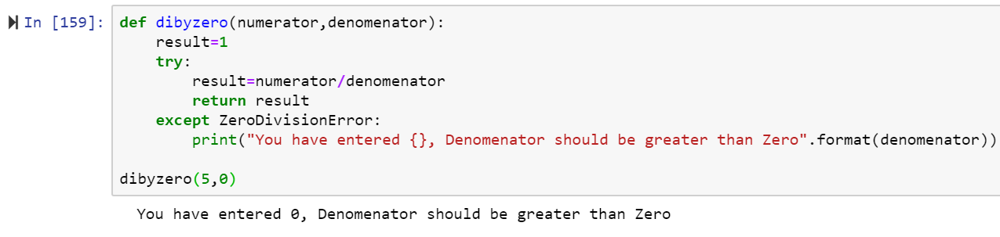 In [159]: def dibyzero(numerator,denomenator):
    result=1
    try:
        result=numerator/denomenator
        return result
    except ZeroDivisionError:
        print("You have entered {}, Denomenator should be greater than Zero".format(denomenator))
dibyzero(5,0)
You have entered 0, Denomenator should be greater than Zero